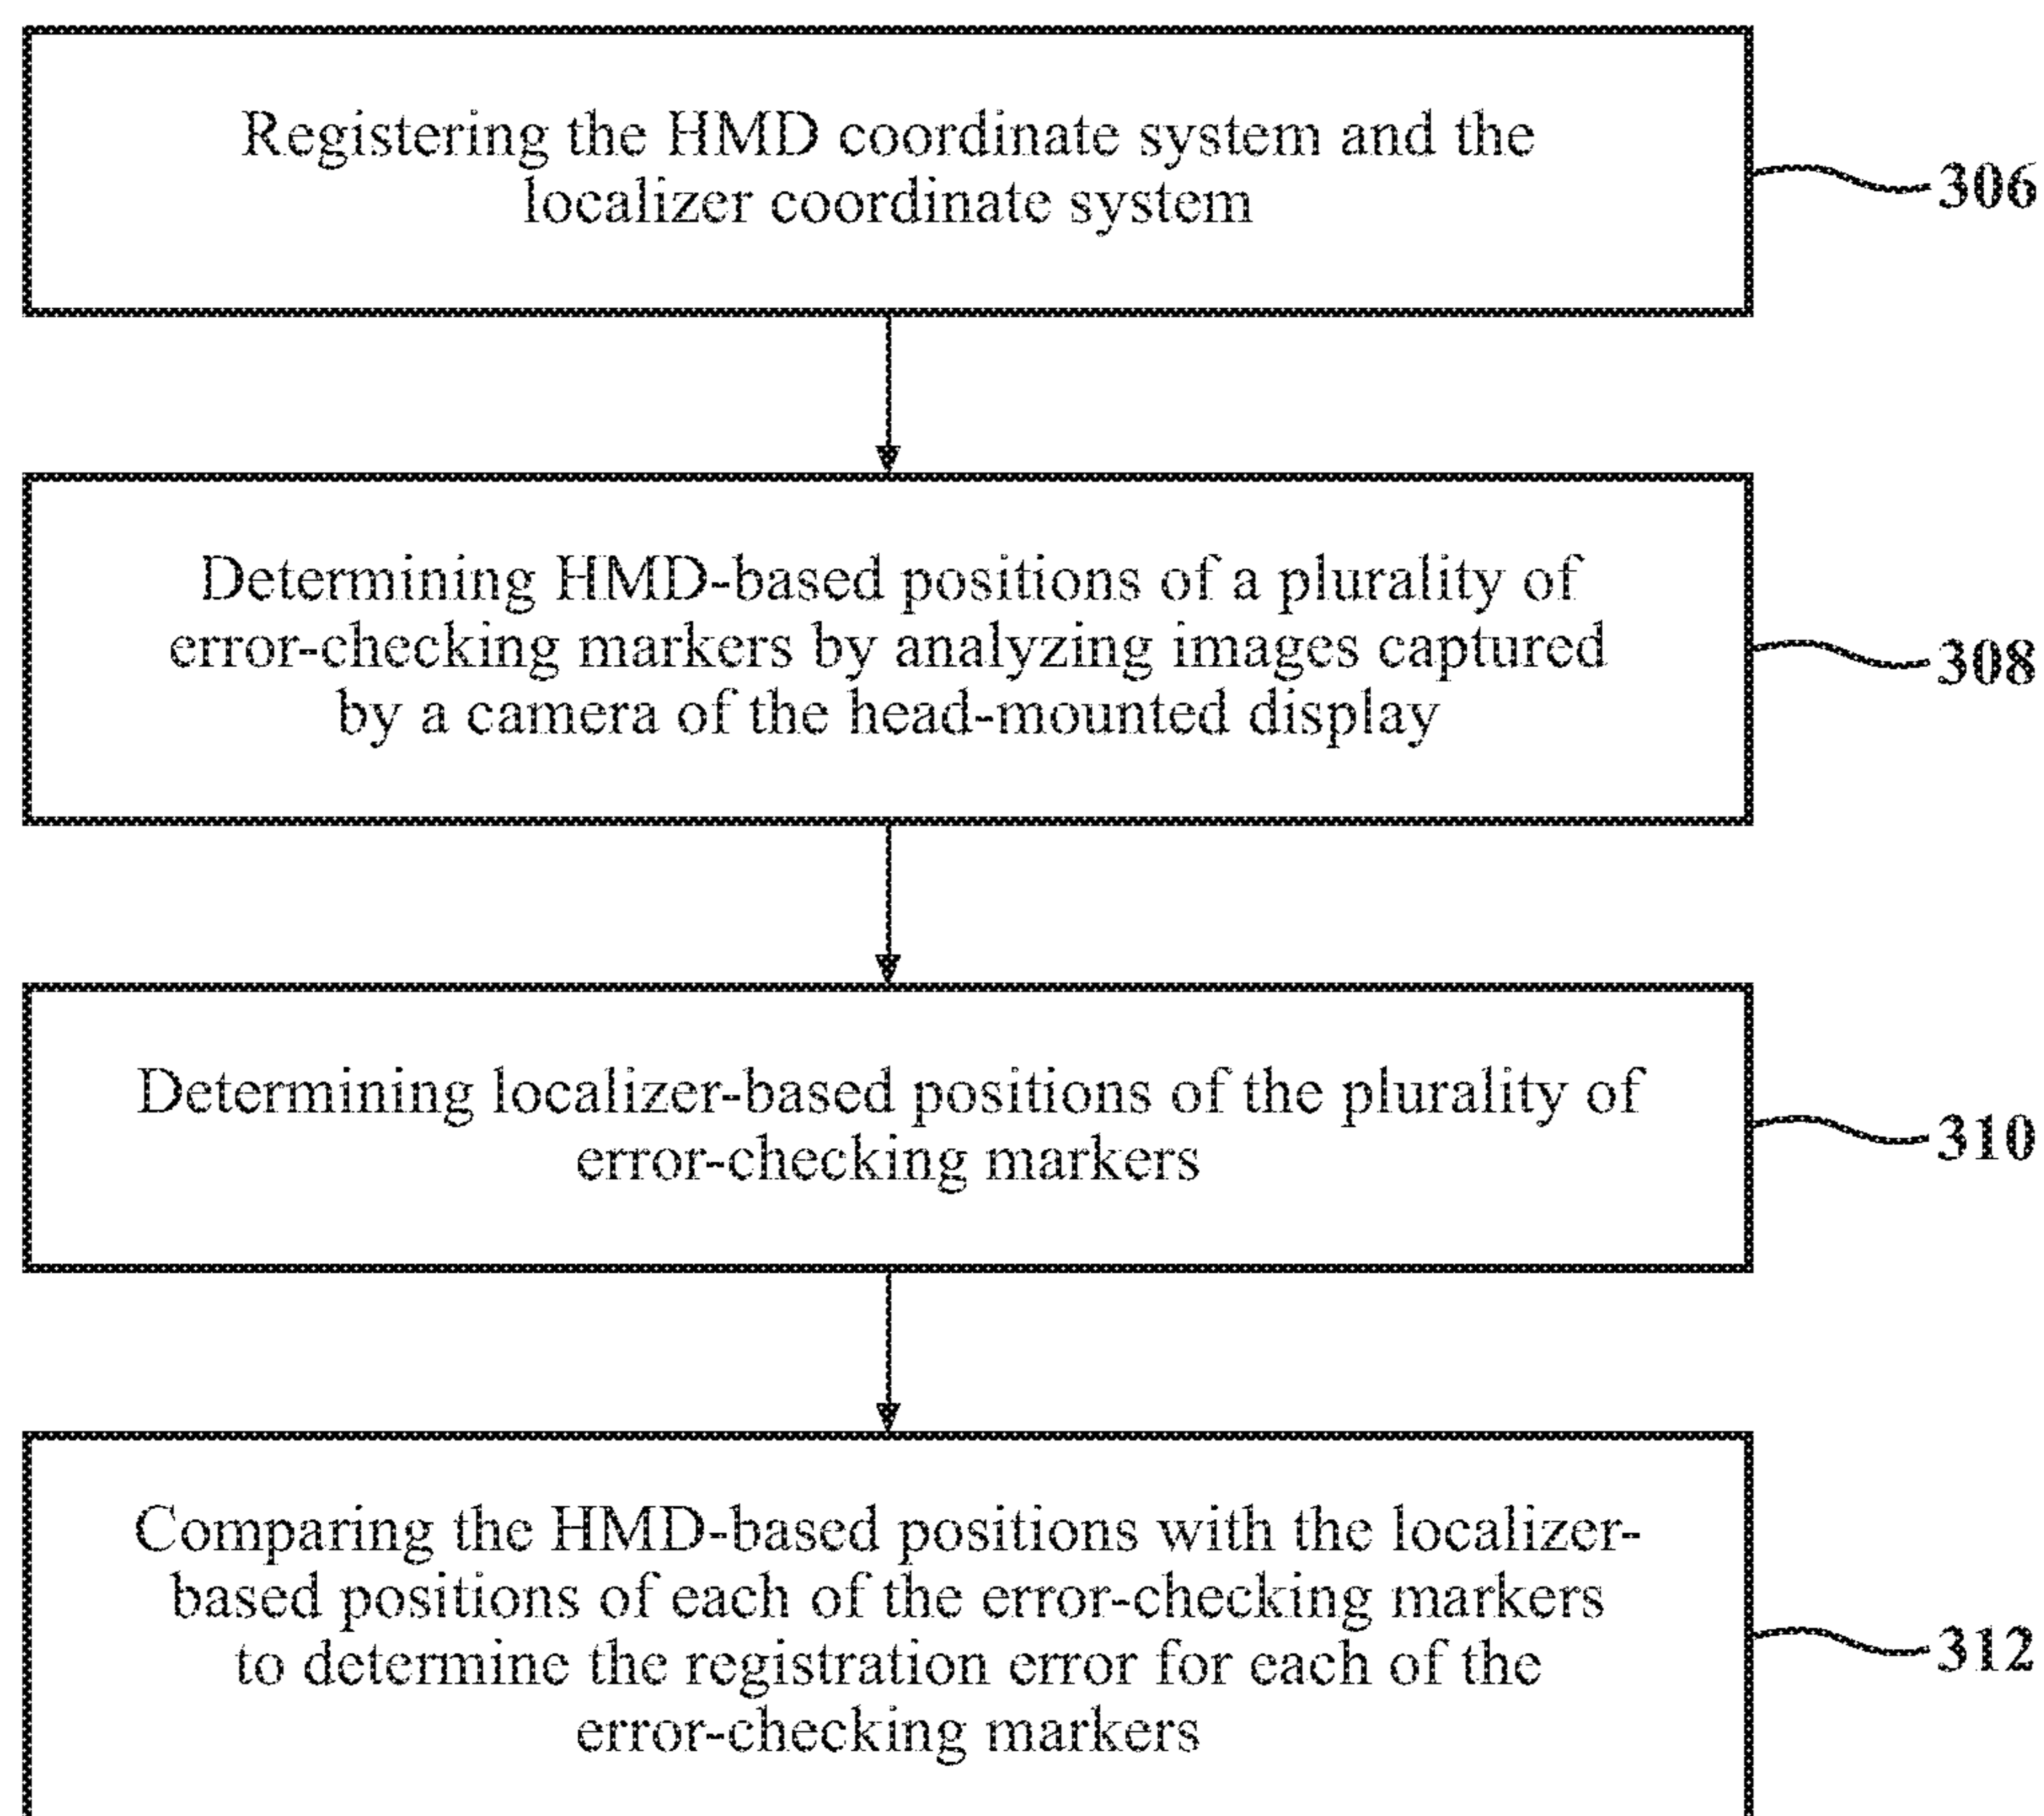 Registering the HMD coordinate system and the
localizer coordinate system
306
Determining HMD-based positions of a plurality of
error-checking markers by analyzing images captured
by a camera of the head-mounted display
308
Determining localizer-based positions of the plurality of
error-checking markers
310
Comparing the HMD-based positions with the localizer-
based positions of each of the error-checking markers
to determine the registration error for each of the
error-checking markers
312